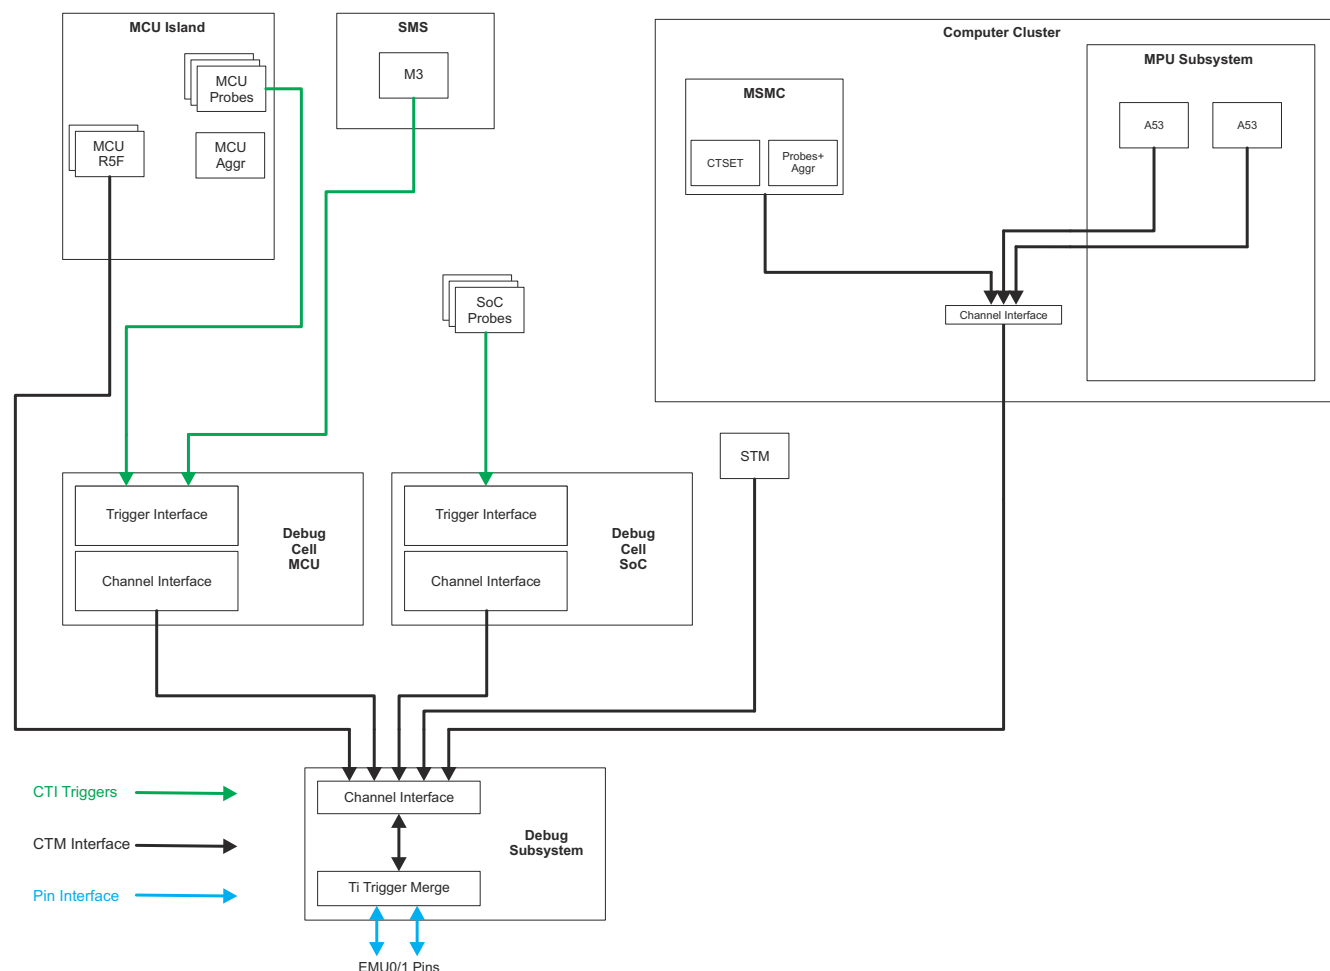 MCU Island
MCU
Probes
MCU
R5F
MCU
Aggr
SMS
M3
Computer Cluster
MPU Subsystem
MSMC
CTSET
Probes+
Aggr
A53
A53
Channel Interface
SoC
Probes
STM
Trigger Interface
Channel Interface
Debug
Cell
MCU
Trigger Interface
Channel Interface
Debug
Cell
SoC
CTI Triggers
CTM Interface
Pin Interface
Channel Interface
Debug
Subsystem
Ti Trigger Merge
EMU0/1 Pins